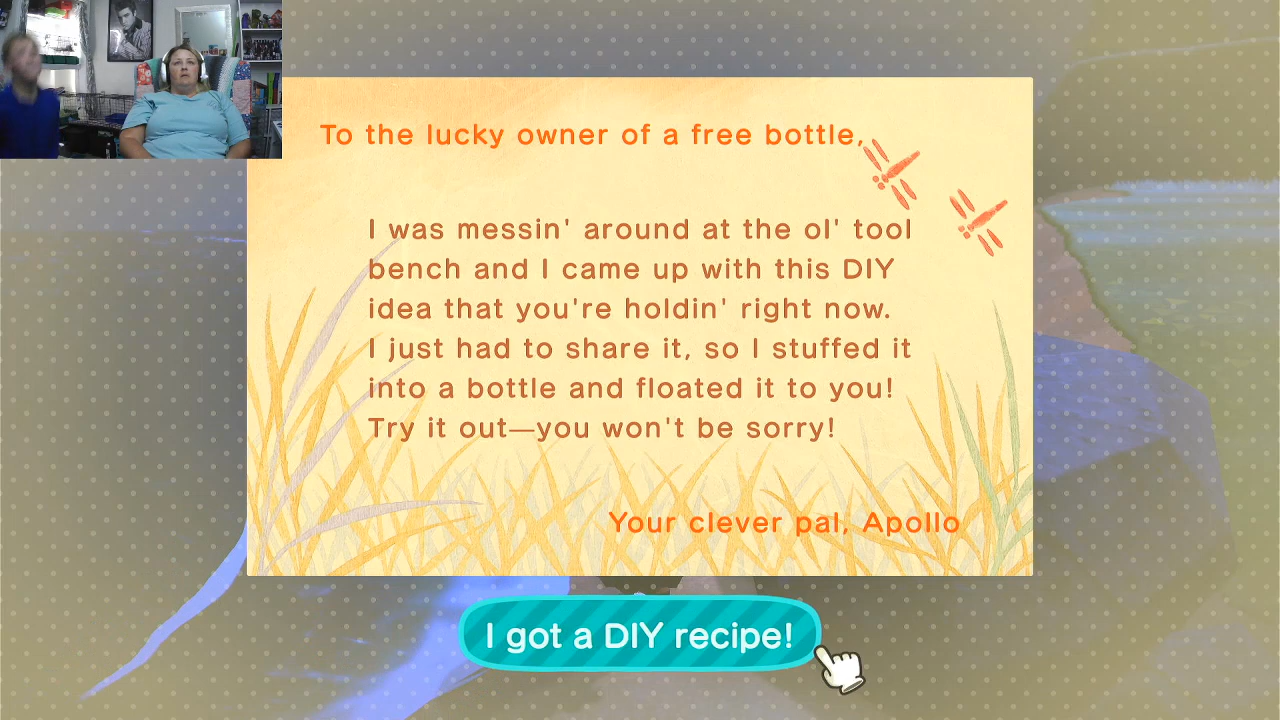 To the lucky owner of a free bottle,
I was messin' around at the ol' tool
bench and I came up with this DIY
idea that you're holdin' right now.
I just had to share it, so I stuffed it
into a bottle and floated it to you!
Try it out—you won't be sorry!
Your clever pal, Apollo
I got a DIY recipe!